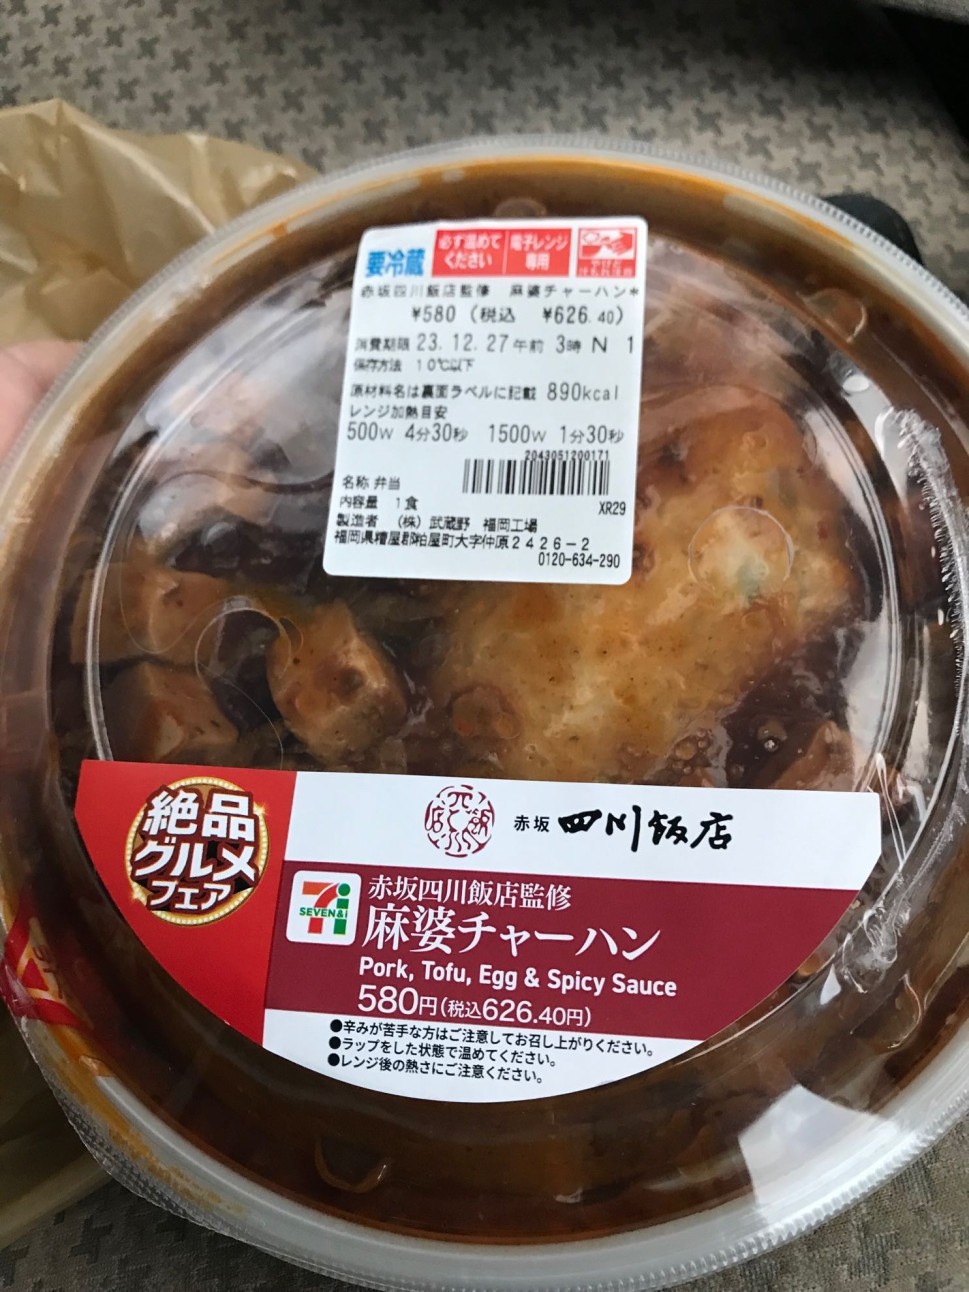 要冷蔵
必ず温めて
ください
電子レンジ
専用
赤坂四川飯店監修 麻婆チャーハン*
¥580(税込 ¥626.40)
消費期限 23.12.27午前 3時 N 1
保存方法 10℃以下
原材料名は裏面ラベルに記載 890kcal
レンジ加熱目安
500W 4分30秒 1500W 1分30秒
2043051200171
名称 弁当
内容量 1食
XR29
製造者 (株)武蔵野 福岡工場
福岡県糟屋郡粕屋町大字仲原2426-2
0120-634-290
絶品
グルメ
フェア
赤坂 四川飯店
SEVEN&i
赤坂四川飯店監修
麻婆チャーハン
Pork, Tofu, Egg & Spicy Sauce
580円(税込626.40円)
●辛みが苦手な方はご注意してお召し上がりください。
●ラップをした状態で温めてください。
●レンジ後の熱さにご注意ください。